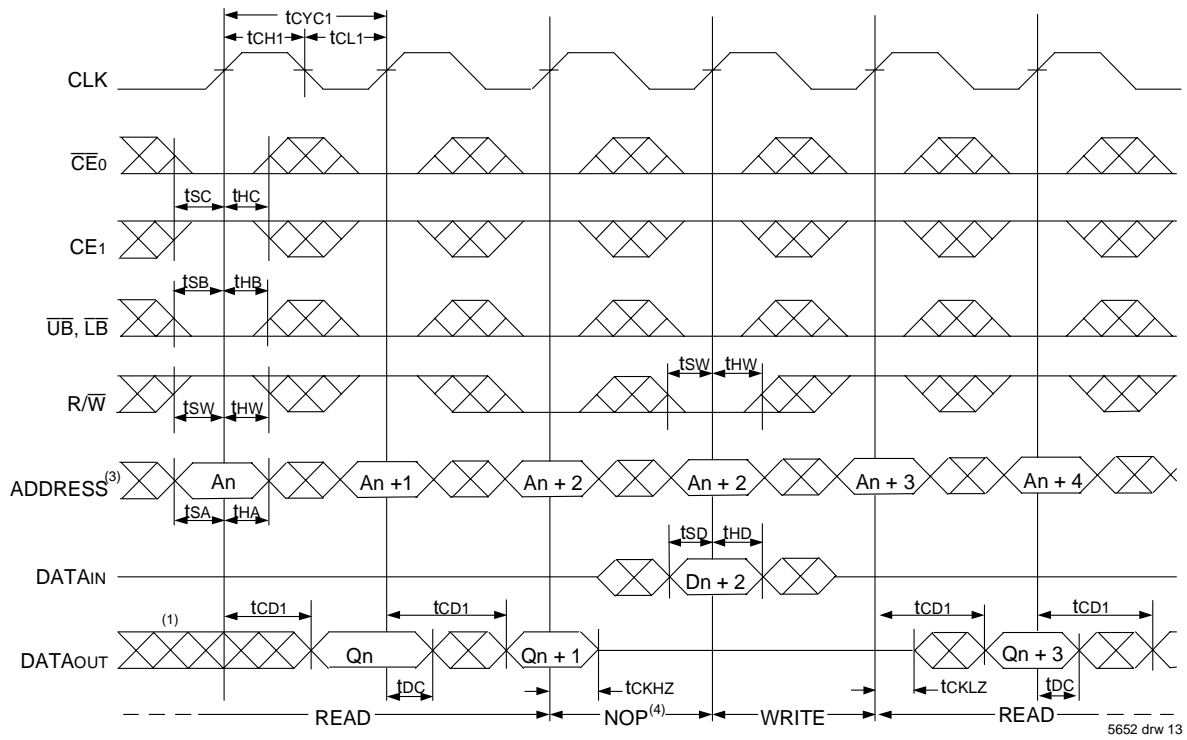 tCYC1
tCH1 tCL1
CLK
CE0
tSC tHC
CE1
tSB tHB
UB, LB
tSW tHW
R/W
tSW tHW
ADDRESS(3) An An +1 An + 2 An + 2 An + 3 An + 4
tSA tHA
tSD tHD
DATAIN Dn + 2
(1) tCD1 tCD1 tCD1 tCD1
DATAOUT Qn Qn + 1 Qn + 3
tDC tCKHZ tCKLZ tDC
READ NOP(4) WRITE READ
5652 drw 13